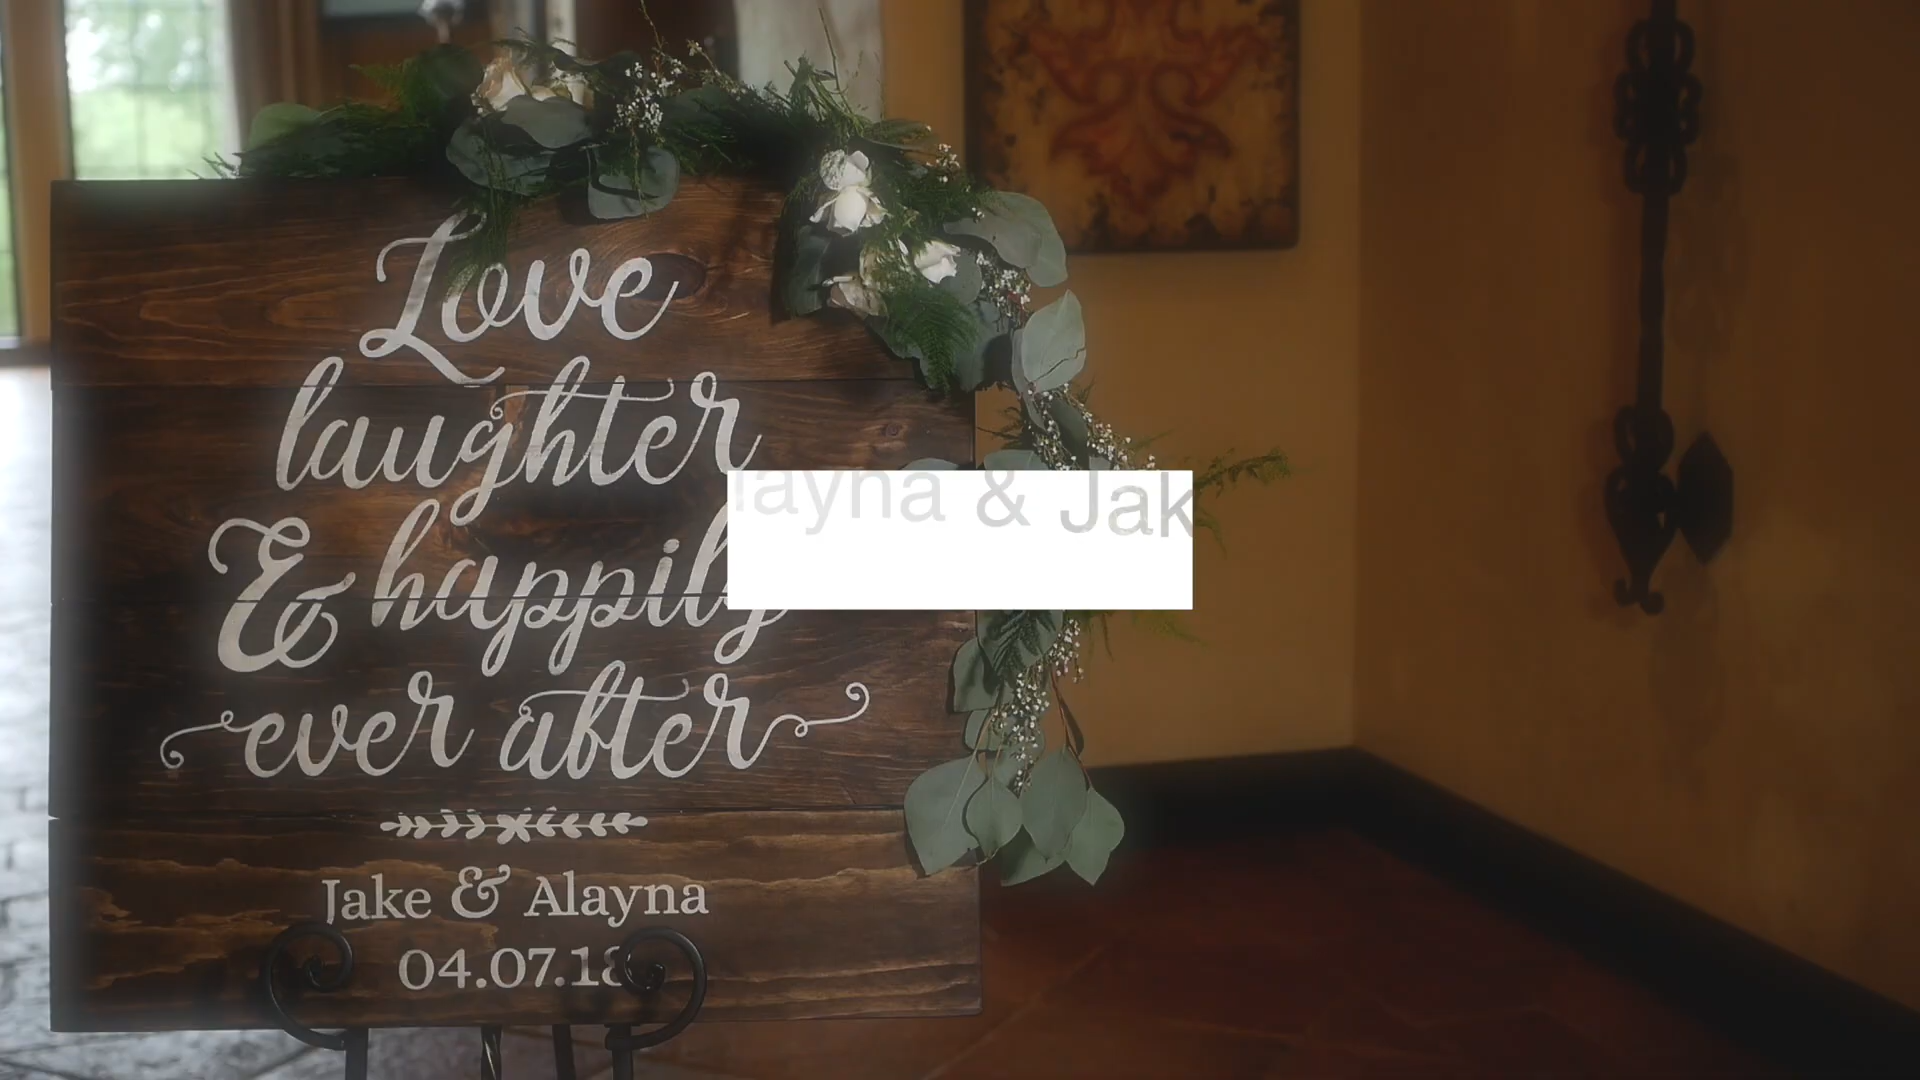 Love
laughter
& happily
ever after
Jake & Alayna
04.07.18
layna & Jak